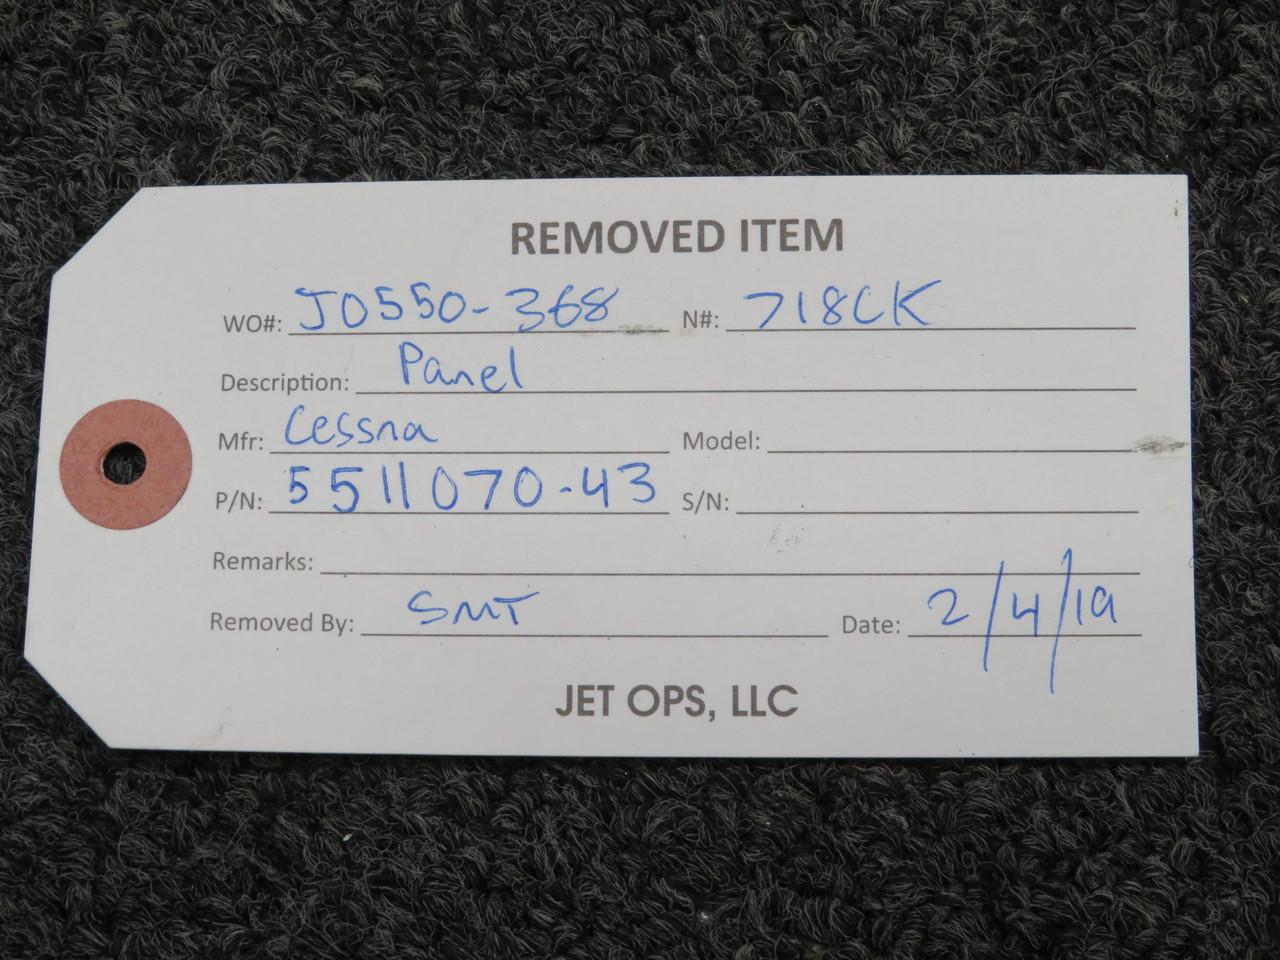 REMOVED ITEM
WO#: JO550-368 N#: 718CK
Description: Panel
Mfr: Cessna Model:
P/N: 5511070-43 S/N:
Remarks:
Removed By: SMT Date: 2/4/19
JET OPS, LLC